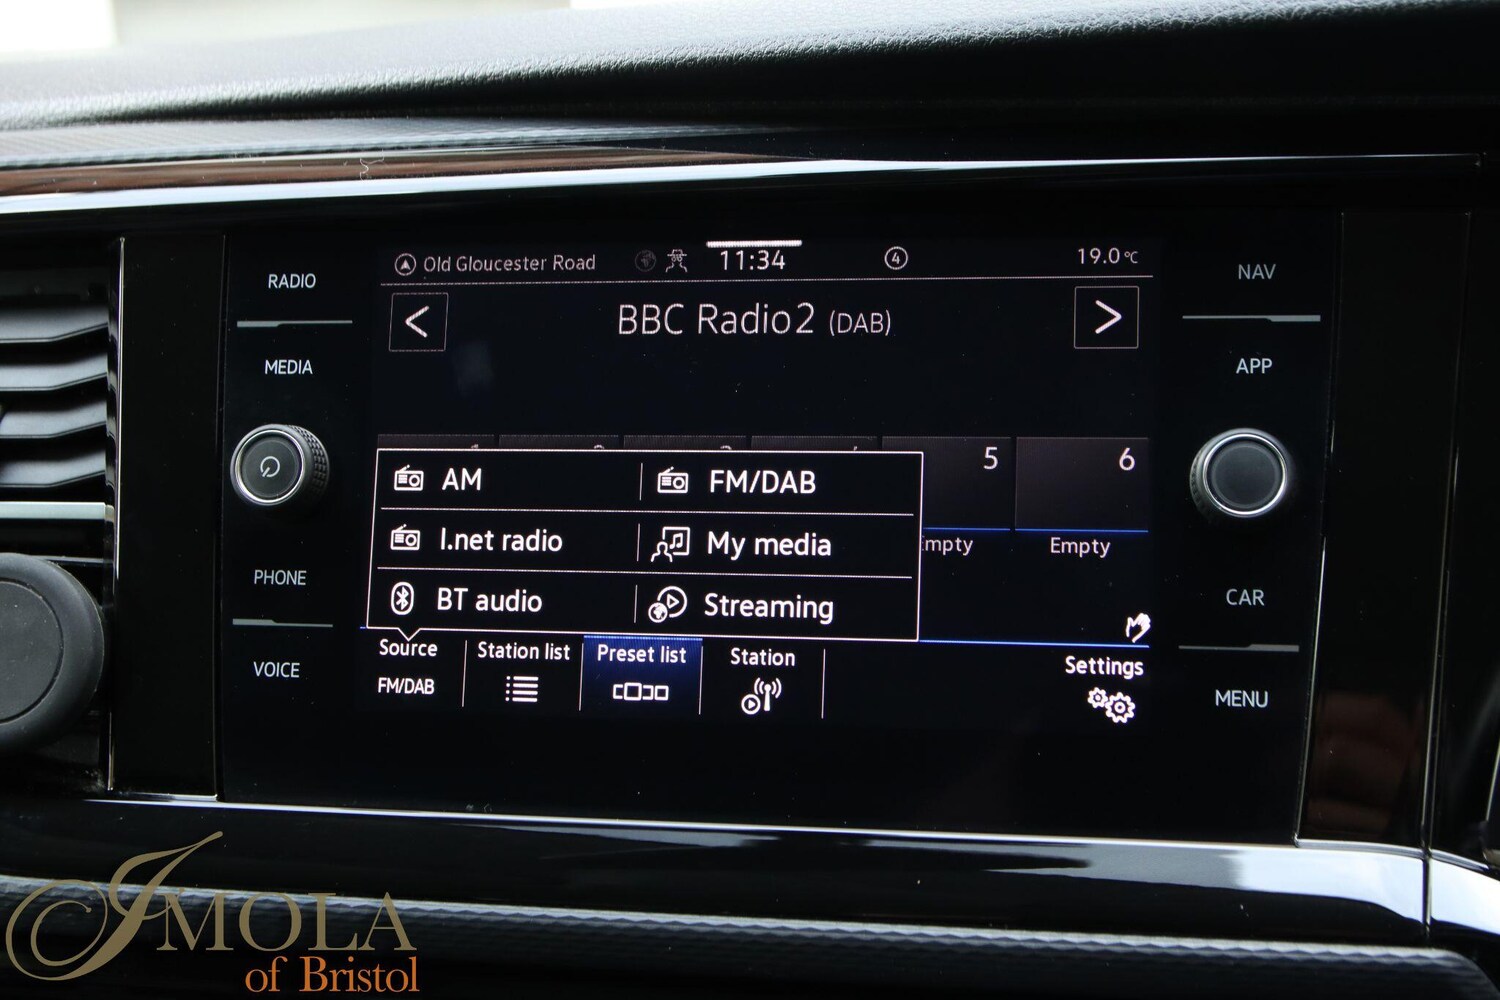 RADIO
MEDIA
PHONE
VOICE
Old Gloucester Road
11:34
4
19.0°C
<
BBC Radio2 (DAB)
>
5
6
AM
FM/DAB
I.net radio
My media
BT audio
Streaming
Empty
Source
FM/DAB
Station list
Preset list
Station
Settings
NAV
APP
CAR
MENU
IMOLA
of Bristol